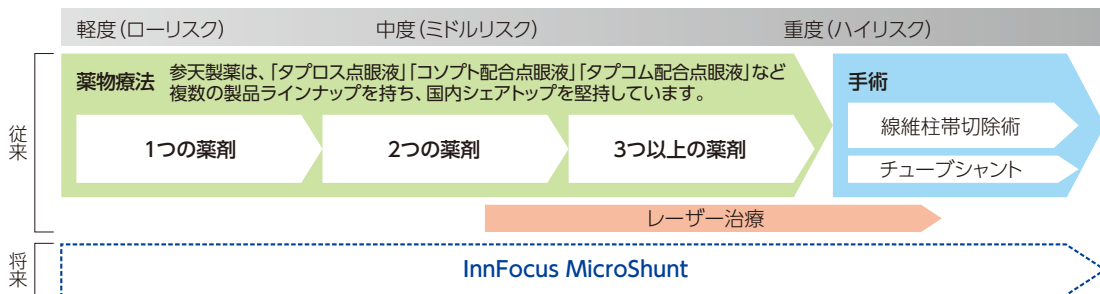 軽度（ローリスク）
中度（ミドルリスク）
重度（ハイリスク）
従来
薬物療法 参天製薬は、「タプロス点眼液」「コソプト配合点眼液」「タプコム配合点眼液」など
複数の製品ラインナップを持ち、国内シェアトップを堅持しています。
1つの薬剤
2つの薬剤
3つ以上の薬剤
手術
線維柱帯切除術
チューブシャント
レーザー治療
将来
InnFocus MicroShunt